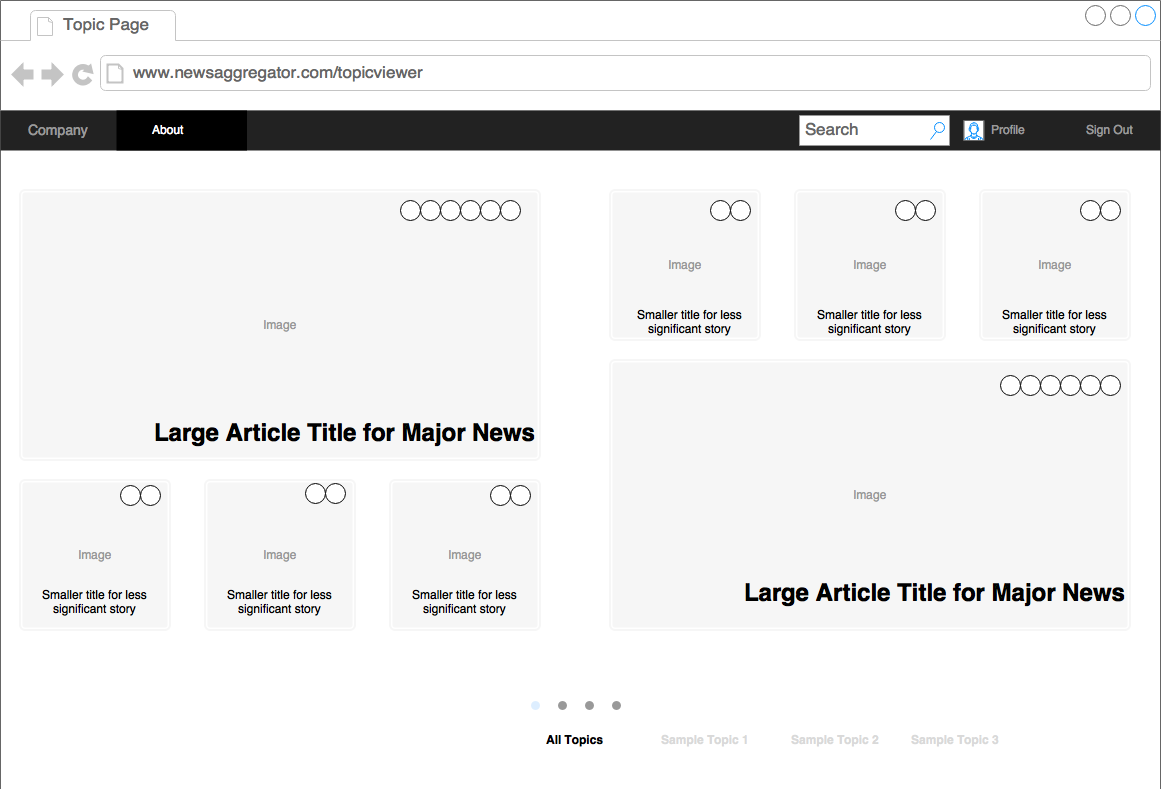 Topic Page
www.newsaggregator.com/topicviewer
Company
About
Search
Profile
Sign Out
Image
Large Article Title for Major News
Image
Smaller title for less
significant story
Image
Smaller title for less
significant story
Image
Smaller title for less
significant story
Image
Smaller title for less
significant story
Image
Smaller title for less
significant story
Image
Smaller title for less
significant story
Image
Large Article Title for Major News
All Topics
Sample Topic 1
Sample Topic 2
Sample Topic 3